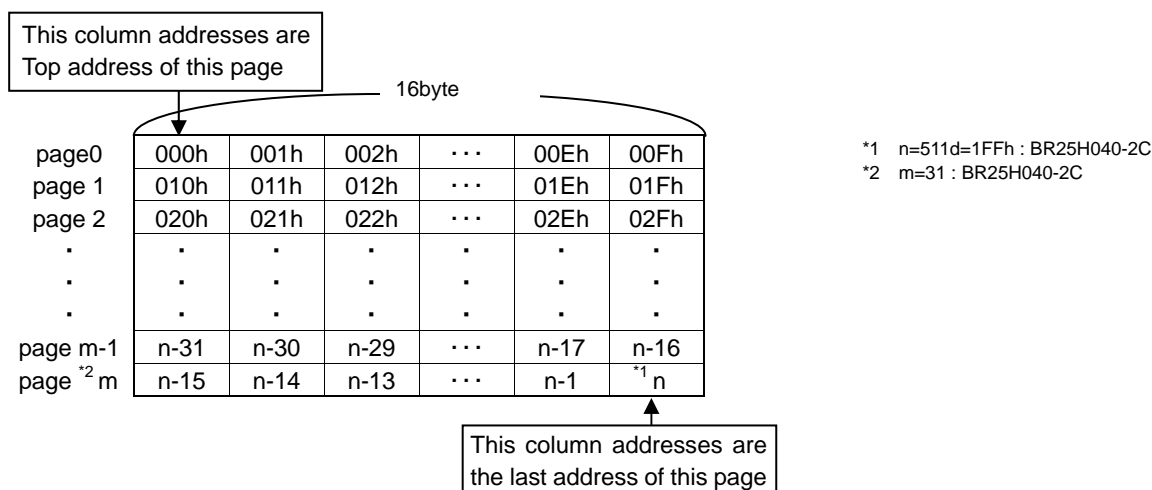 This column addresses are
Top address of this page
16byte
page0 000h 001h 002h ··· 00Eh 00Fh
page 1 010h 011h 012h ··· 01Eh 01Fh
page 2 020h 021h 022h ··· 02Eh 02Fh
· · · · · · ·
· · · · · · ·
· · · · · · ·
page m-1 n-31 n-30 n-29 ··· n-17 n-16
page *2 m n-15 n-14 n-13 ··· n-1 *1 n
This column addresses are
the last address of this page
*1 n=511d=1FFh : BR25H040-2C
*2 m=31 : BR25H040-2C